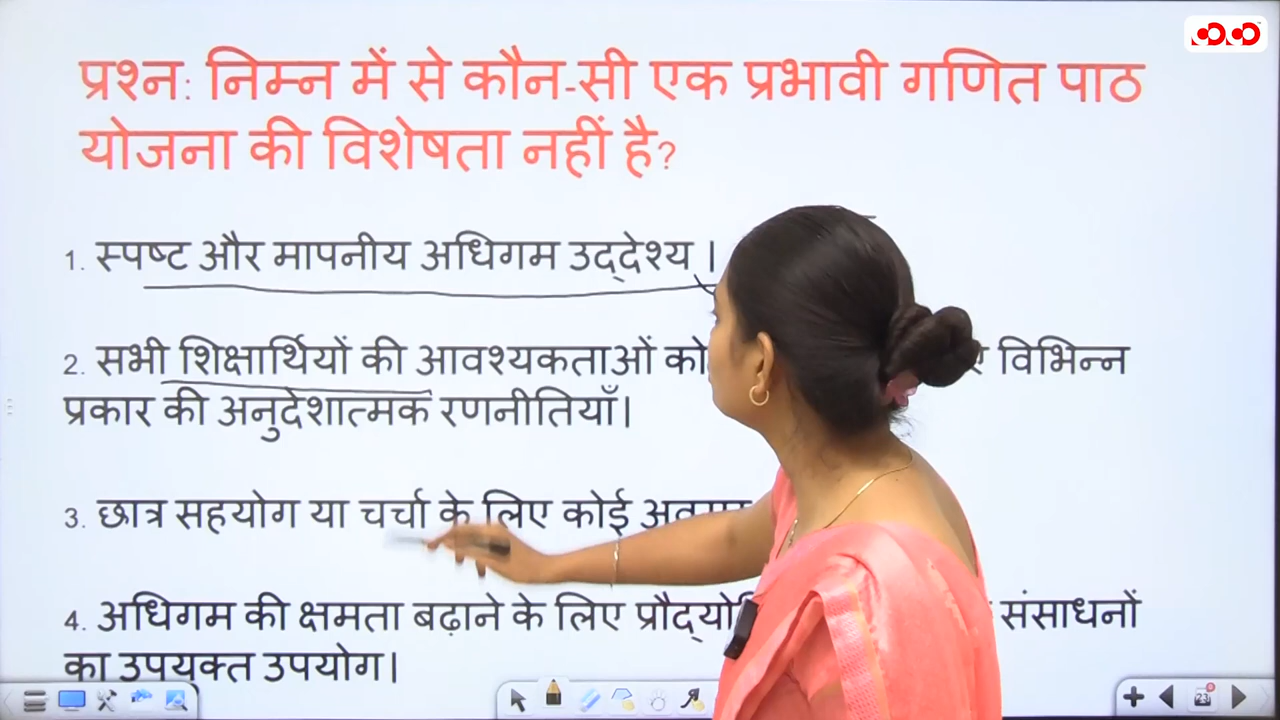 प्रश्न: निम्न में से कौन-सी एक प्रभावी गणित पाठ
योजना की विशेषता नहीं है?
1. स्पष्ट और मापनीय अधिगम उद्देश्य ।
2. सभी शिक्षार्थियों की आवश्यकताओं को विभिन्न
प्रकार की अनुदेशात्मक रणनीतियाँ।
3. छात्र सहयोग या चर्चा के लिए कोई
4. अधिगम की क्षमता बढ़ाने के लिए संसाधनों
का उपयुक्त उपयोग।
23